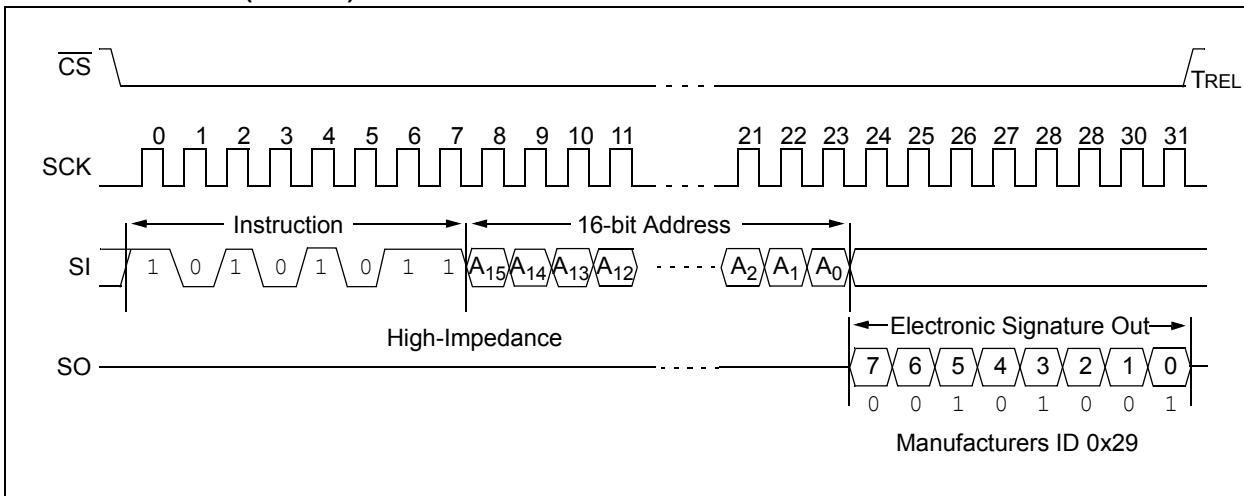 CS
TREL
0 1 2 3 4 5 6 7 8 9 10 11 21 22 23 24 25 26 27 28 28 30 31
SCK
Instruction 16-bit Address
SI 1 0 1 0 1 0 1 1 A15 A14 A13 A12 A2 A1 A0
High-Impedance Electronic Signature Out
SO 7 6 5 4 3 2 1 0
0 0 1 0 1 0 0 1
Manufacturers ID 0x29